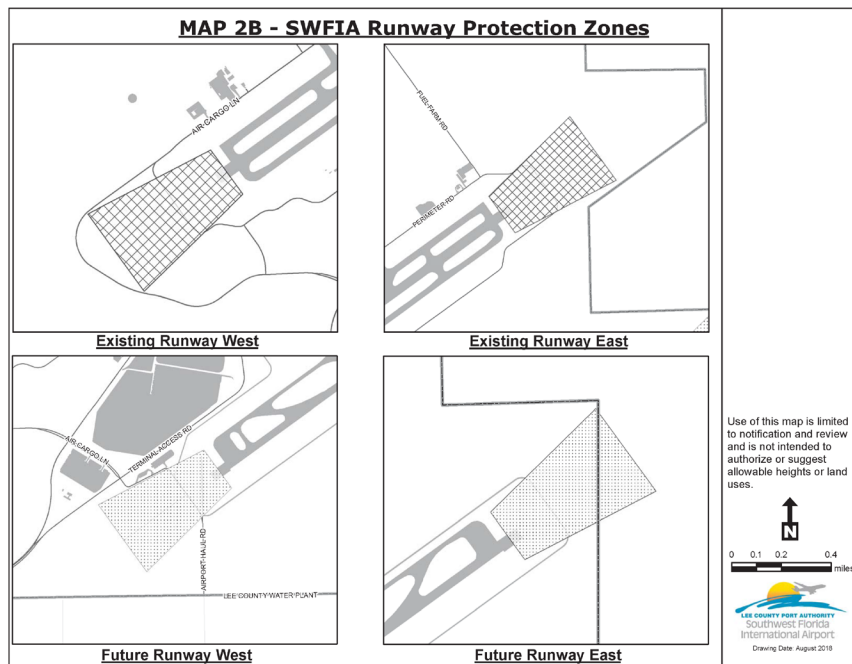 MAP 2B - SWFIA Runway Protection Zones
AIR CARGO LN
Existing Runway West
FUEL FARM RD
PERIMETER RD
Existing Runway East
AIR CARGO LN
TERMINAL ACCESS RD
AIRPORT HAUL RD
LEE COUNTY WATER PLANT
Future Runway West
Future Runway East
Use of this map is limited
to notification and review
and is not intended to
authorize or suggest
allowable heights or land
uses.
N
0 0.1 0.2 0.4
miles
LEE COUNTY PORT AUTHORITY
Southwest Florida
International Airport
Drawing Date: August 2018